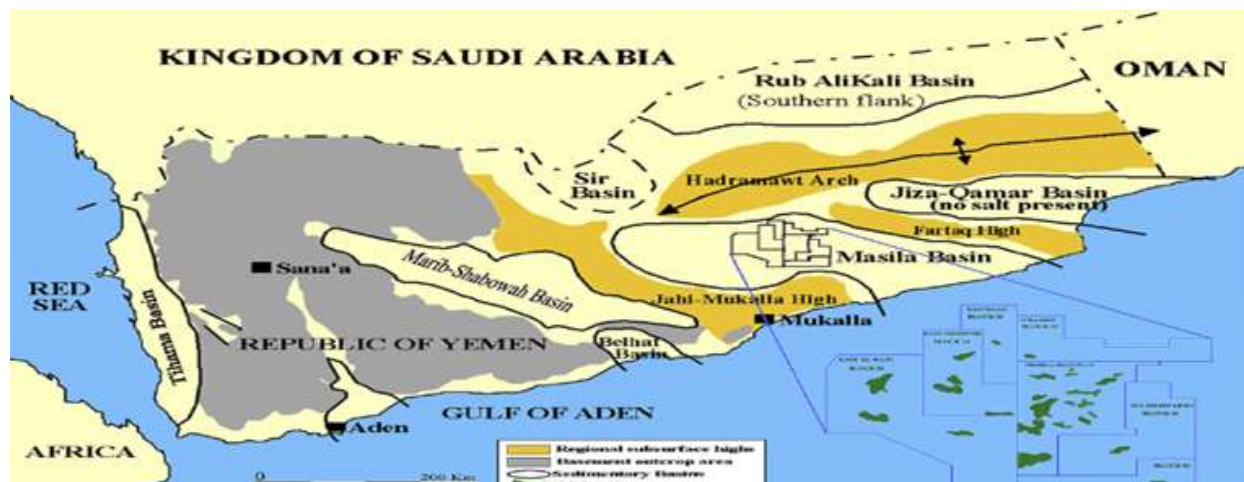 KINGDOM OF SAUDI ARABIA
OMAN
Rub AliKali Basin
(Southern flank)
Sir
Basin
Hadramawt Arch
Jiza-Qamar Basin
(no salt present)
Fartaq High
Masila Basin
Marib-Shabowah Basin
Sana'a
RED
SEA
Tihama Basin
Jahi-Mukalla High
Mukalla
REPUBLIC OF YEMEN
Belhaf
Basin
GULF OF ADEN
Aden
AFRICA
0 200 Km
Regional subsurface highs
Basement outcrop area
Sedimentary Basins